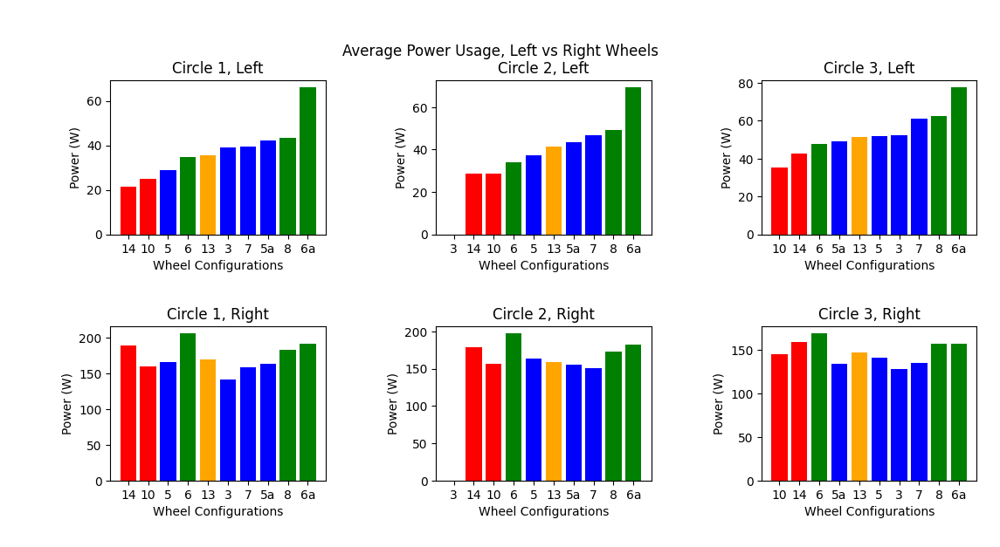 Average Power Usage, Left vs Right Wheels
Circle 1, Left
Circle 2, Left
Circle 3, Left
Power (W)
0
20
40
60
14 10 5 6 13 3 7 5a 8 6a
Wheel Configurations
Power (W)
0
20
40
60
3 14 10 6 5 13 5a 7 8 6a
Wheel Configurations
Power (W)
0
20
40
60
80
10 14 6 5a 13 5 3 7 8 6a
Wheel Configurations
Circle 1, Right
Circle 2, Right
Circle 3, Right
Power (W)
0
50
100
150
200
14 10 5 6 13 3 7 5a 8 6a
Wheel Configurations
Power (W)
0
50
100
150
200
3 14 10 6 5 13 5a 7 8 6a
Wheel Configurations
Power (W)
0
50
100
150
10 14 6 5a 13 5 3 7 8 6a
Wheel Configurations